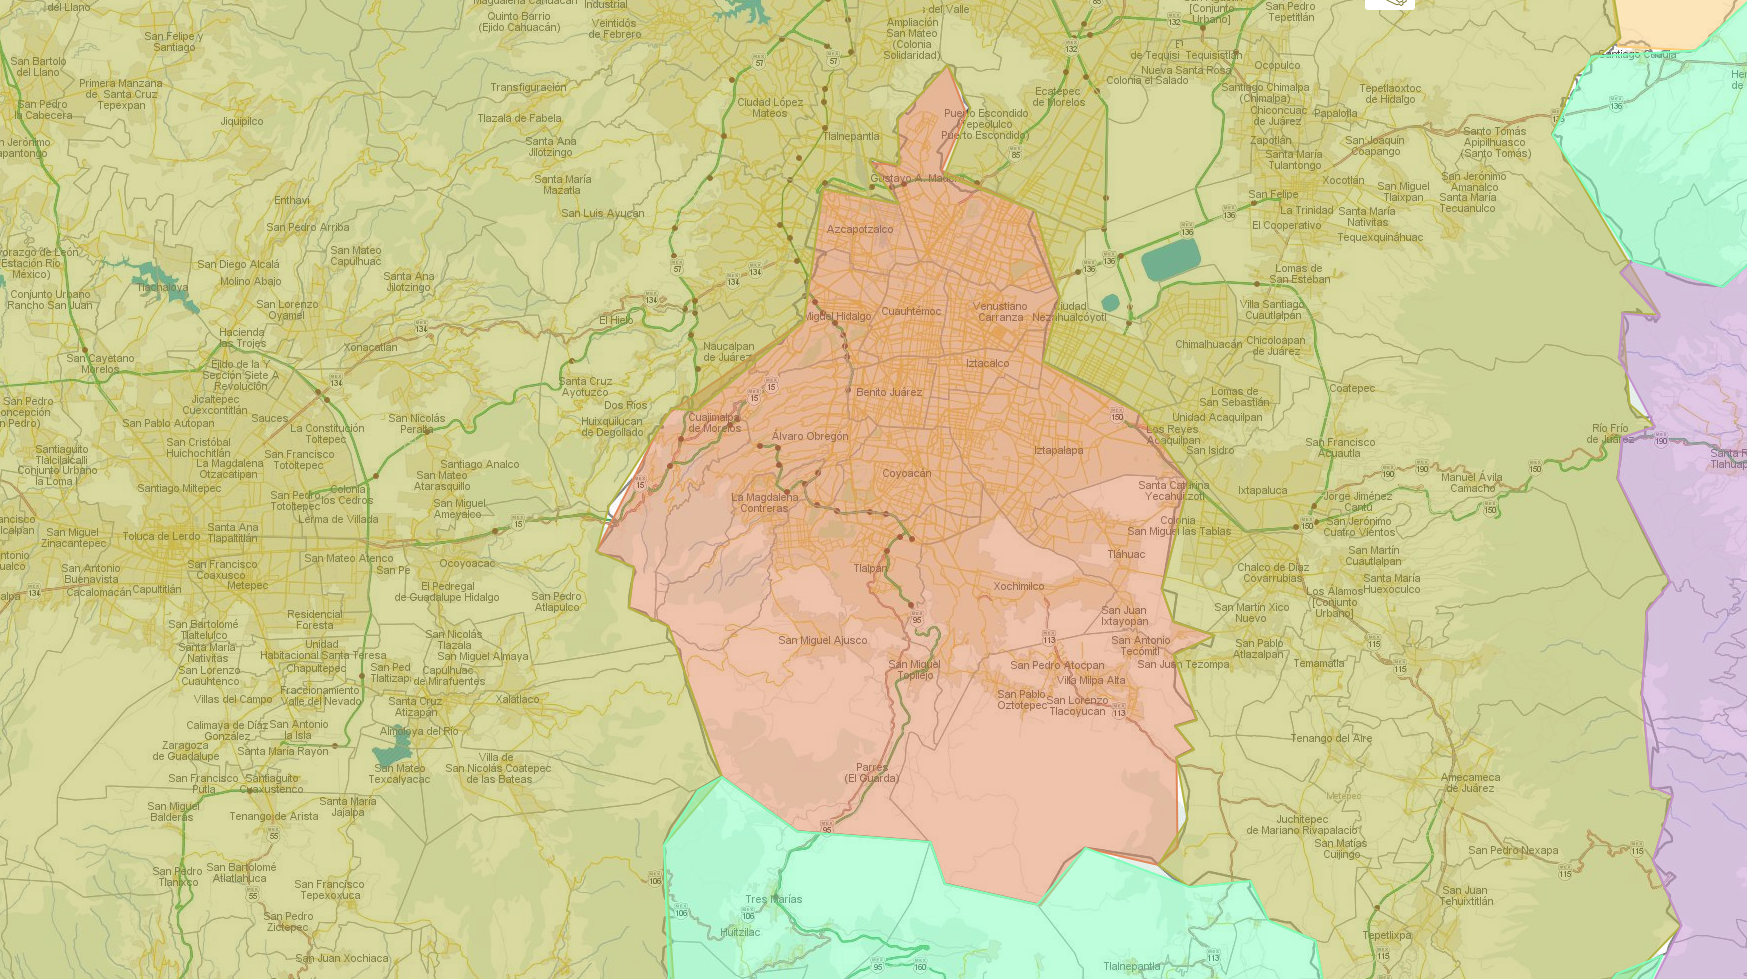 del Llano
Magdalena Cahuacán
Quinto Barrio
(Ejido Cahuacán)
Industrial
Veintidós
de Febrero
Ampliación
San Mateo
(Colonia
Solidaridad)
del Valle
[Conjunto
Urbano]
San Pedro
Tepetitlán
San Felipe y
Santiago
San Bartolo
del Llano
Primera Manzana
de Santa Cruz
Tepexpan
San Pedro
la Cabecera
Jiquipilco
Transfiguración
Tlazala de Fabela
Santa Ana
Jilotzingo
Santa María
Mazatla
San Luis Ayucan
Ciudad López
Mateos
Tlalnepantla
Puerto Escondido
Tepeolulco
Puerto Escondido)
Ecatepec
de Morelos
Tequisistlán
Nueva Santa Rosa
Colonia el Salado
Ocopulco
Santiago Chimalpa
(Chimalpa)
Chiconcuac
de Juárez
Papalotla
Tepetlaoxtoc
de Hidalgo
Santiago Cuaula
Zapotlán
Santa María
Tulantongo
San Joaquín
Coapango
Santo Tomás
Apipilhuasco
(Santo Tomás)
Xocotlán
San Felipe
San Miguel
Tlaixpan
San Jerónimo
Amanalco
Santa María
Tecuanulco
La Trinidad
Santa María
Nativitas
El Cooperativo
Tequexquináhuac
Lomas de
San Esteban
Enthavi
San Pedro Arriba
San Mateo
Capulhuac
San Diego Alcalá
Molino Abajo
Santa Ana
Jilotzingo
Tlachaloya
Conjunto Urbano
Rancho San Juan
San Lorenzo
Oyamel
Hacienda
las Trojes
Xonacatlán
El Hielo
San Cayetano
Morelos
Ejido de la Y
Sección Siete A
Revolución
Jicaltepec
Cuexcontitlán
San Pablo Autopan
Sauces
La Constitución
Toltepec
San Nicolás
Peralta
Santa Cruz
Ayotuzco
Dos Rios
Huixquilucan
de Degollado
Naucalpan
de Juárez
Gustavo A. Made
Azcapotzalco
Miguel Hidalgo
Cuauhtémoc
Venustiano
Carranza
Ciudad
Nezahualcóyotl
Iztacalco
Benito Juárez
Cuajimalpa
de Morelos
Álvaro Obregón
Coyoacán
Iztapalapa
La Magdalena
Contreras
Santa Catarina
Yecahuizotl
Colonia
San Miguel las Tablas
Tláhuac
Tlalpan
Xochimilco
San Juan
Ixtayopan
San Antonio
Tecomitl
San Juan Tezompa
San Miguel Ajusco
San Miguel
Topilejo
San Pedro Atocpan
Villa Milpa Alta
San Pablo
Oztotepec
San Lorenzo
Tlacoyucan
Parres
(El Guarda)
Villa Santiago
Cuautlalpan
Chimalhuacán
Chicoloapan
de Juárez
Lomas de
San Sebastián
Coatepec
Unidad Acaquilpan
Los Reyes
Acaquilpan
San Isidro
San Francisco
Acuautla
Río Frío
de Juárez
Ixtapaluca
Manuel Ávila
Camacho
Jorge Jiménez
Cantú
San Jerónimo
Cuatro Vientos
San Martín
Cuautlalpan
Chalco de Díaz
Covarrubias
Santa María
Huexoculco
Los Álamos
[Conjunto
Urbano]
San Martín Xico
Nuevo
San Pablo
Atlazalpan
Temamatla
Tenango del Aire
Metepec
Amecameca
de Juárez
Juchitepec
de Mariano Rivapalacio
San Matías
Cuijingo
San Pedro Nexapa
San Juan
Tehuixtitlán
Tepetlixpa
Santiaguito
Tlalcilalcalli
Conjunto Urbano
la Loma I
San Cristóbal
Huichochitlán
La Magdalena
Otzacatipan
Santiago Miltepec
San Francisco
Totoltepec
San Pedro
Totoltepec
Colonia
los Cedros
Lerma de Villada
Santiago Analco
San Mateo
Atarasquillo
San Miguel
Ameyalco
San Miguel
Zinacantepec
Toluca de Lerdo
Santa Ana
Tlapaltitlán
San Mateo Atenco
Ocoyoacac
San Antonio
Buenavista
Cacalomacán
Capultitlán
San Francisco
Coaxusco
Metepec
San Pe
El Pedregal
de Guadalupe Hidalgo
San Pedro
Atlapulco
Residencial
Foresta
San Bartolomé
Tlaltelulco
Santa María
Nativitas
San Lorenzo
Cuauhtenco
Unidad
Habitacional Santa Teresa
Chapultepec
San Nicolás
Tlazala
San Miguel Almaya
San Ped
Tlaltizap
Capulhuac
de Mirafuentes
Villas del Campo
Fraccionamiento
Valle del Nevado
Santa Cruz
Atizapán
Xalatlaco
Calimaya de Díaz
González
San Antonio
la Isla
Almoloya del Río
Zaragoza
de Guadalupe
Santa María Rayón
San Mateo
Texcalyacac
Villa de
San Nicolás Coatepec
de las Bateas
San Francisco
Putla
Santiaguito
Cuaxustenco
San Miguel
Balderas
Santa María
Jajalpa
Tenango de Arista
San Pedro
Tlanixco
San Bartolomé
Atlatlahuca
San Francisco
Tepexoxuca
San Pedro
Zictepec
San Juan Xochiaca
Tres Marías
Huitzilac
Tlalnepantla